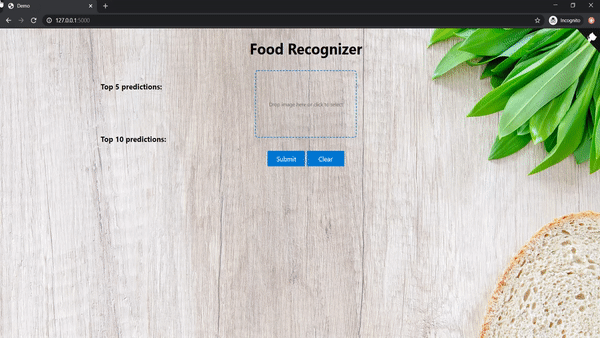 Demo
127.0.0.1:5000
Incognito
Food Recognizer
Top 5 predictions:
Drop image here or click to select
Top 10 predictions:
Submit
Clear